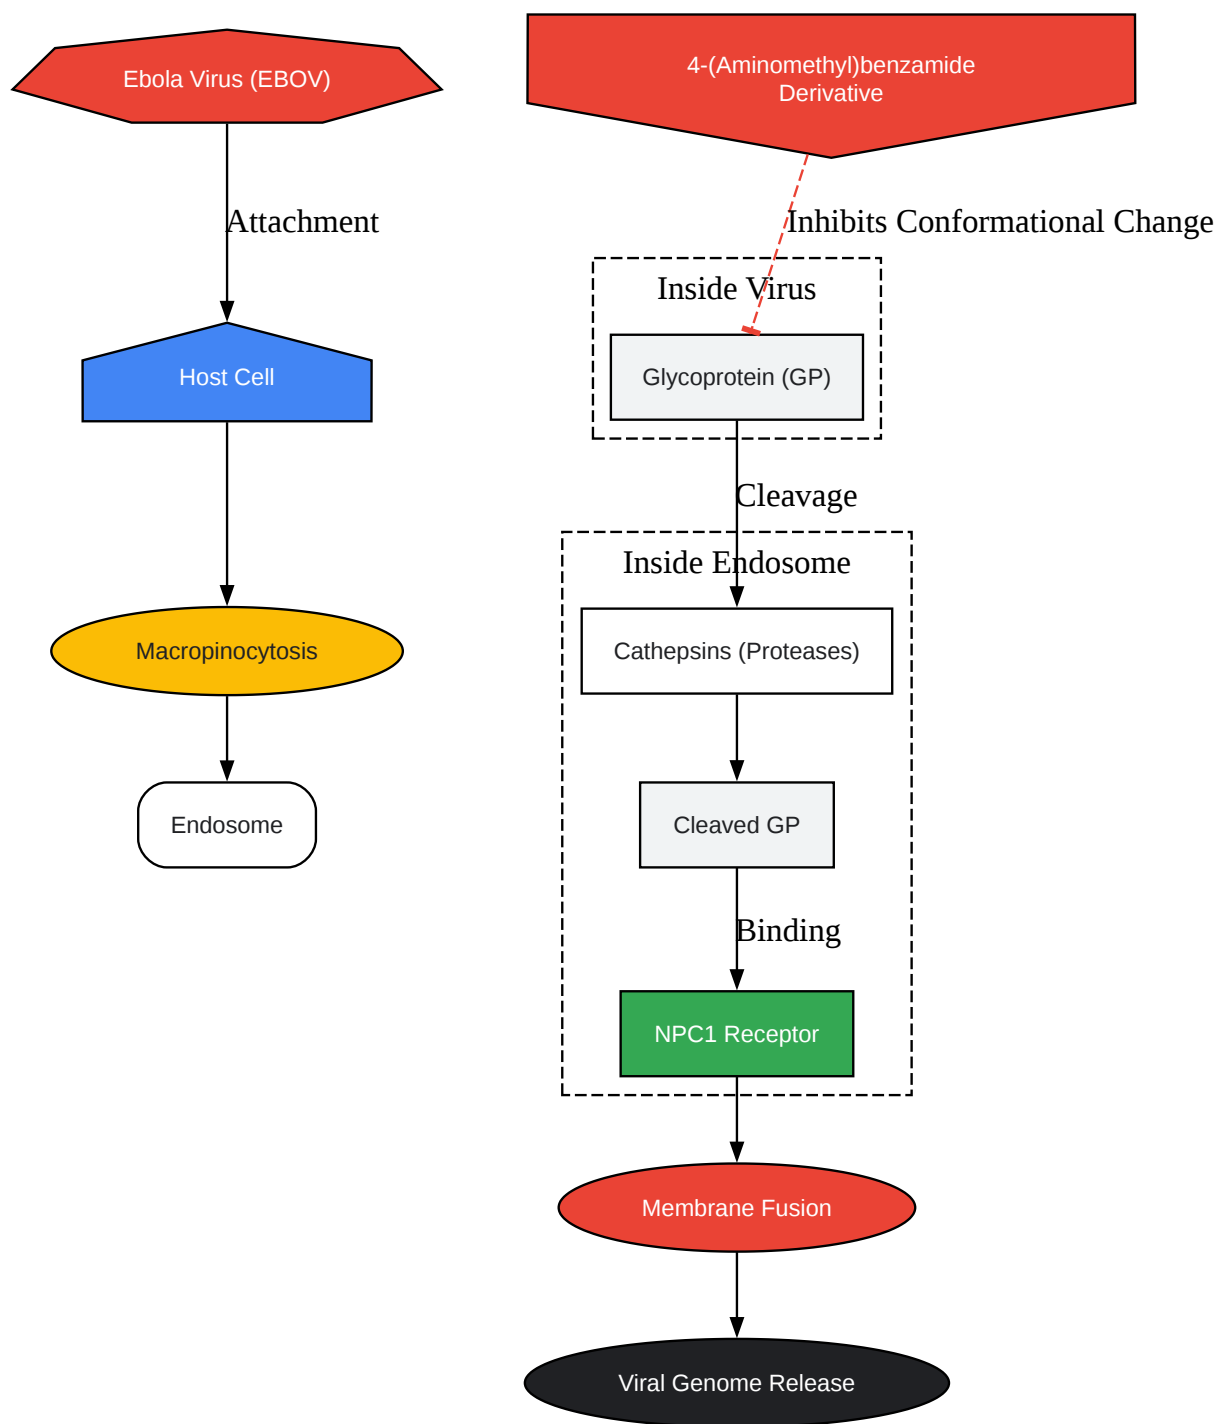 Ebola Virus (EBOV)
Attachment
Host Cell
Macropinocytosis
Endosome
4-(Aminomethyl)benzamide
Derivative
Inhibits Conformational Change
Inside Virus
Glycoprotein (GP)
Cleavage
Inside Endosome
Cathepsins (Proteases)
Cleaved GP
Binding
NPC1 Receptor
Membrane Fusion
Viral Genome Release